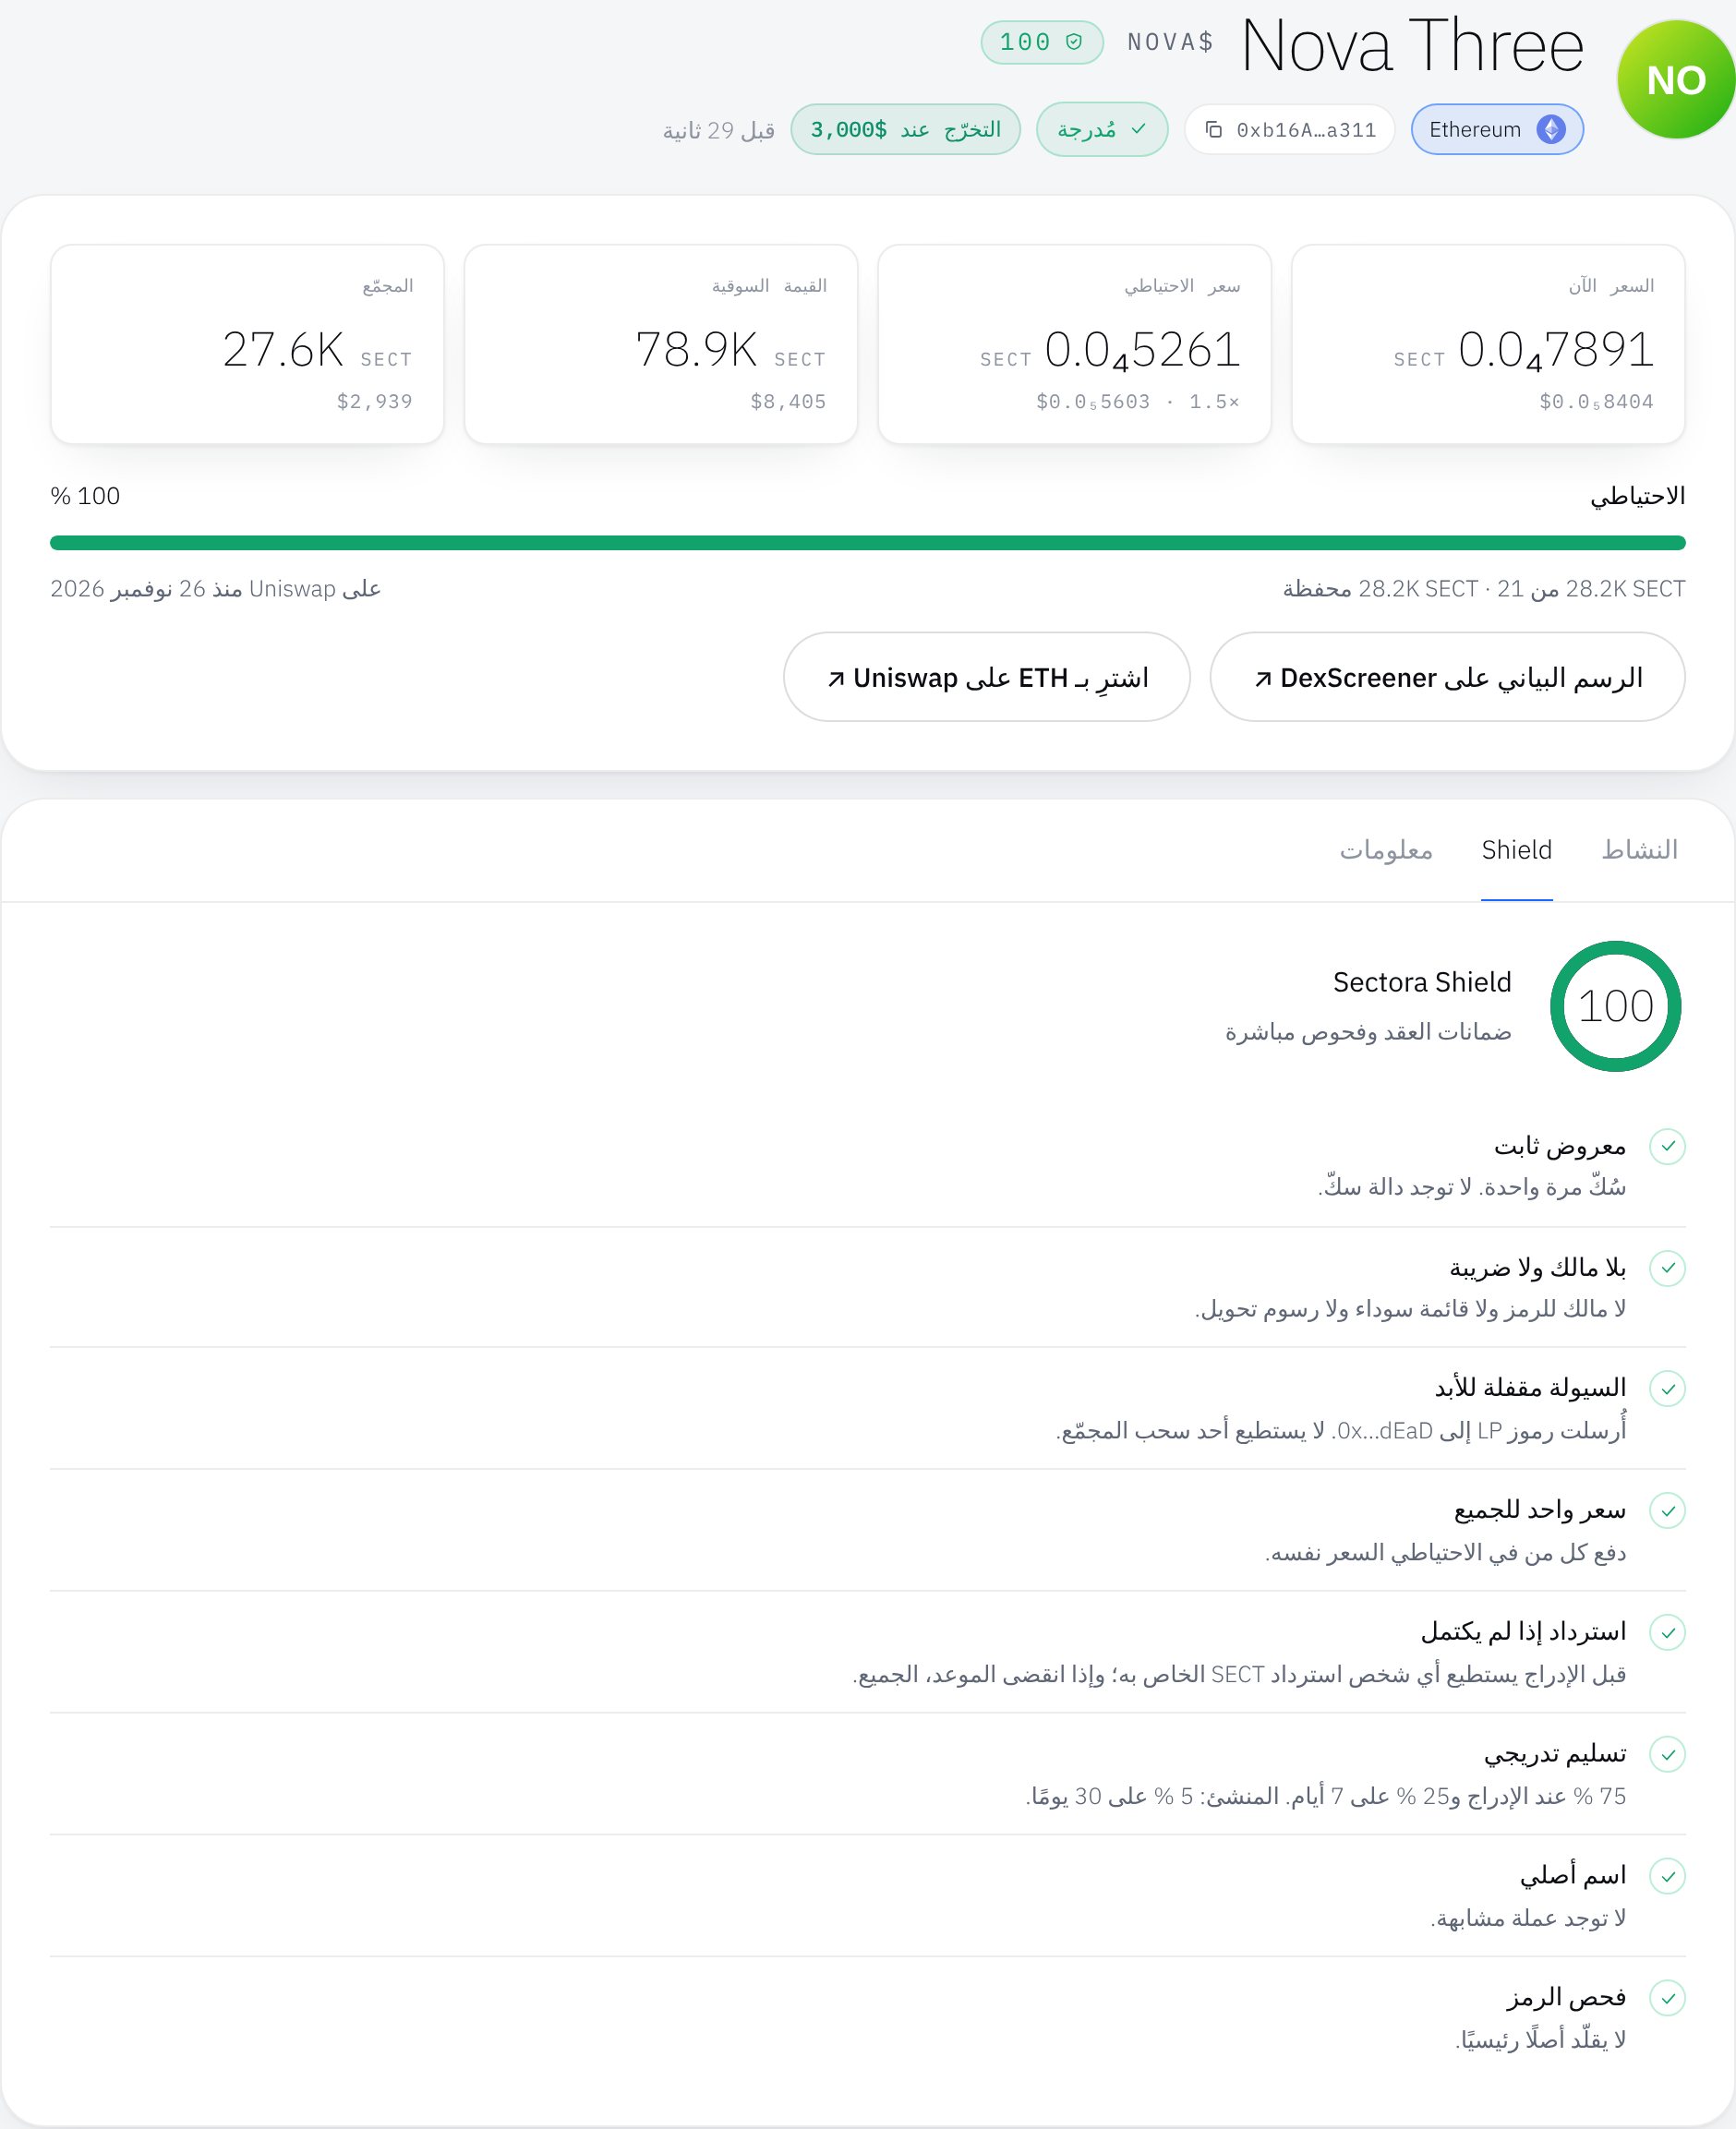 NO
Nova Three NOVA$ 100
Ethereum 0xb16A…a311 مُدرجة التخرّج عند $3,000 قبل 29 ثانية
السعر الآن
0.0₄7891 SECT
$0.0₅8404
سعر الاحتياطي
0.0₄5261 SECT
$0.0₅5603 · 1.5×
القيمة السوقية
78.9K SECT
$8,405
المجمّع
27.6K SECT
$2,939
الاحتياطي
100 %
28.2K SECT من 28.2K SECT · 21 محفظة
على Uniswap منذ 26 نوفمبر 2026
الرسم البياني على DexScreener ↗
اشترِ بـ ETH على Uniswap ↗
النشاط Shield معلومات
100
Sectora Shield
ضمانات العقد وفحوص مباشرة
معروض ثابت
سُكّ مرة واحدة. لا توجد دالة سكّ.
بلا مالك ولا ضريبة
لا مالك للرمز ولا قائمة سوداء ولا رسوم تحويل.
السيولة مقفلة للأبد
أُرسلت رموز LP إلى 0x…dEaD. لا يستطيع أحد سحب المجمّع.
سعر واحد للجميع
دفع كل من في الاحتياطي السعر نفسه.
استرداد إذا لم يكتمل
قبل الإدراج يستطيع أي شخص استرداد SECT الخاص به؛ وإذا انقضى الموعد، الجميع.
تسليم تدريجي
75 % عند الإدراج و25 % على 7 أيام. المنشئ: 5 % على 30 يومًا.
اسم أصلي
لا توجد عملة مشابهة.
فحص الرمز
لا يقلّد أصلًا رئيسيًا.